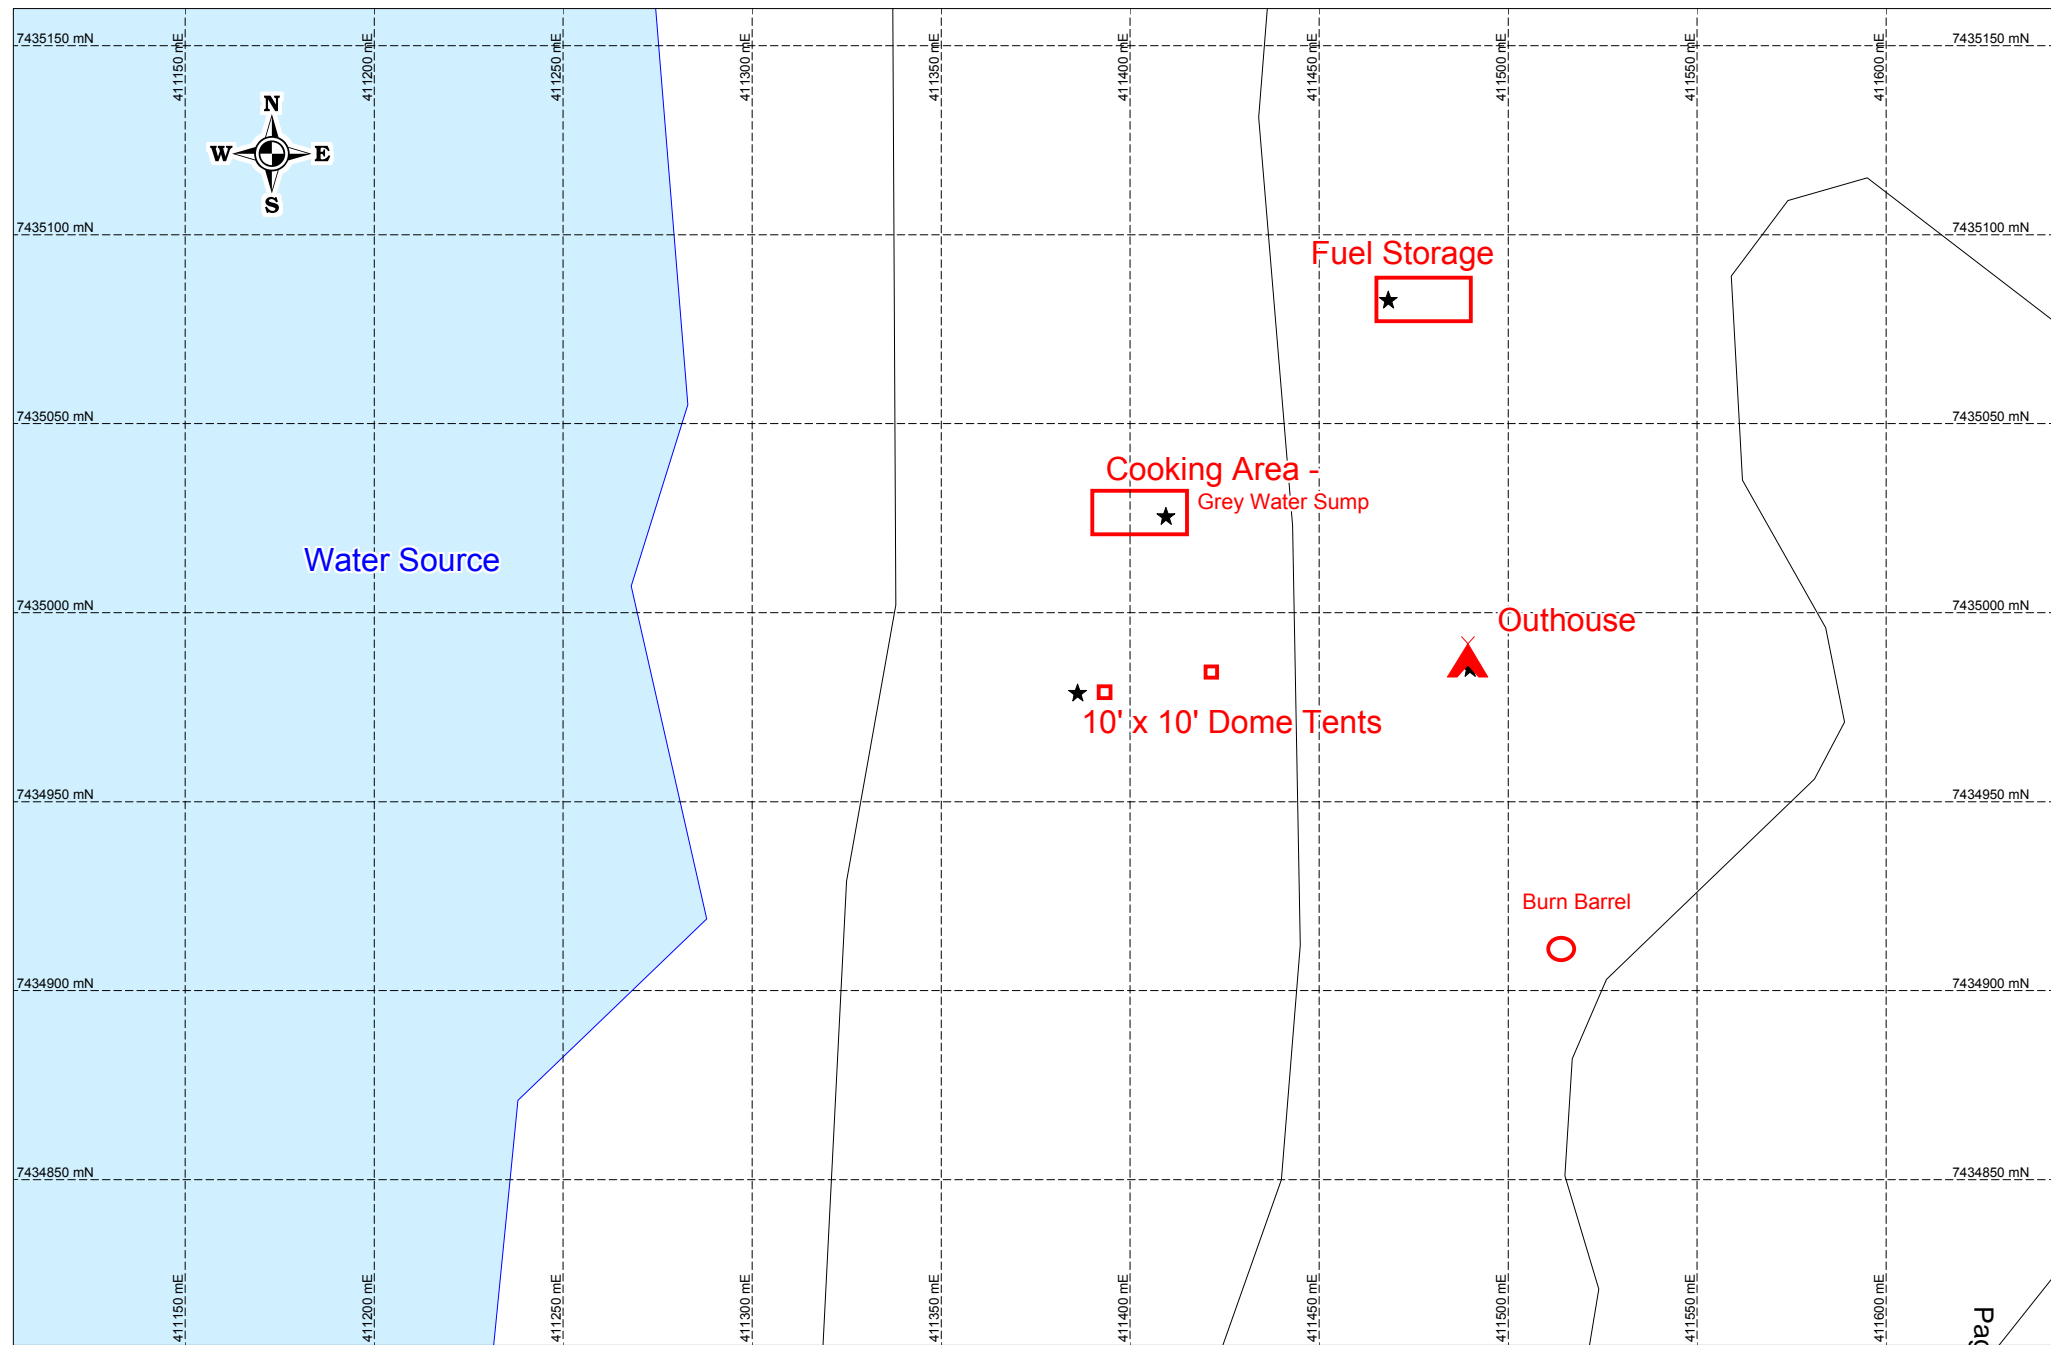 411150 mE
411200 mE
411250 mE
411300 mE
411350 mE
411400 mE
411450 mE
411500 mE
411550 mE
411600 mE
7435150 mN
7435150 mN
N
W
E
S
7435100 mN
7435100 mN
Fuel Storage
7435050 mN
7435050 mN
Cooking Area -
Grey Water Sump
Water Source
7435000 mN
7435000 mN
Outhouse
10' x 10' Dome Tents
7434950 mN
7434950 mN
Burn Barrel
7434900 mN
7434900 mN
7434850 mN
7434850 mN
411150 mE
411200 mE
411250 mE
411300 mE
411350 mE
411400 mE
411450 mE
411500 mE
411550 mE
411600 mE